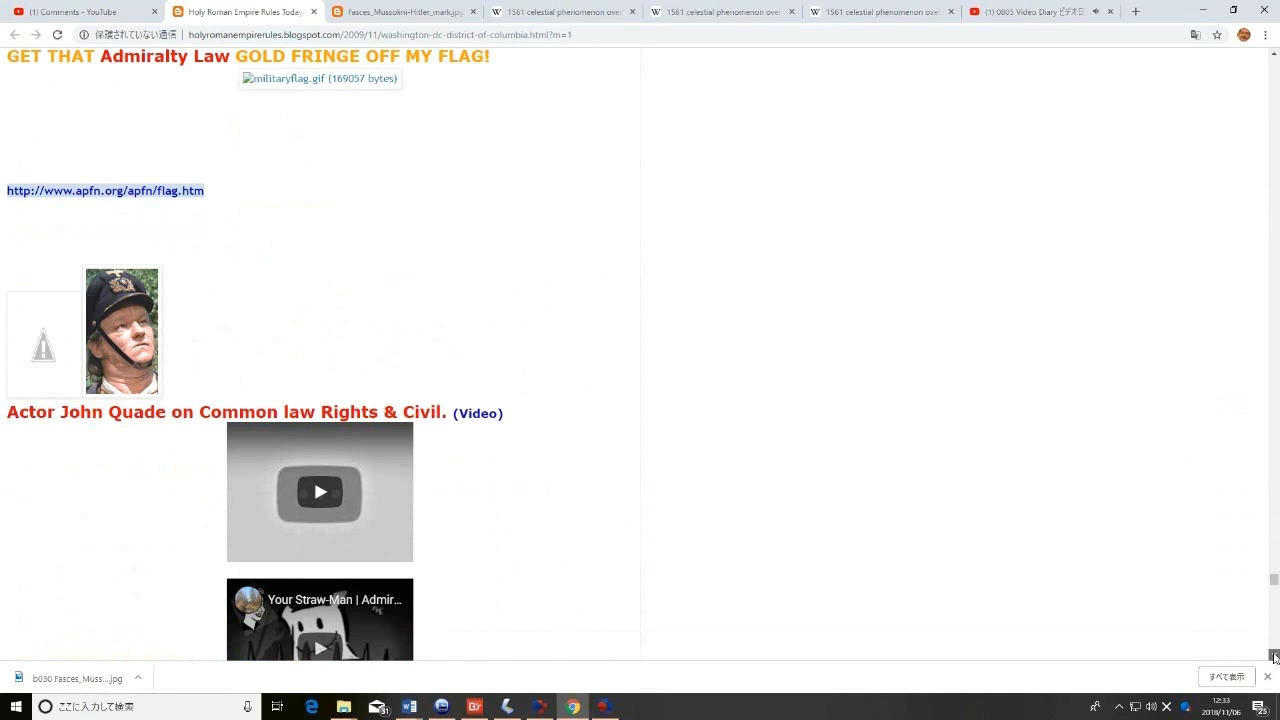 (1) YouTube Comments - YouTube
Military Today
Fasces_Mussolini-Hitler_mark.jpg
1561 celestial phenomenon over
1561 celestial phenomenon over
1561 celestial phenomenon over
(1) 0805 Video ビデオ日
保護されていない通信 | holyromanempirerules.blogspot.com/2009/11/washington-dc-district-of-columbia.html?m=1
GET THAT Admiralty Law GOLD FRINGE OFF MY FLAG!
militaryflag.gif (169057 bytes)
http://www.apfn.org/apfn/flag.htm
Actor John Quade on Common law Rights & Civil. (Video)
Your Straw-Man | Admir...
b030 Fasces_Muss....jpg
すべて表示
ここに入力して検索
31
12:33
2018/11/06
25